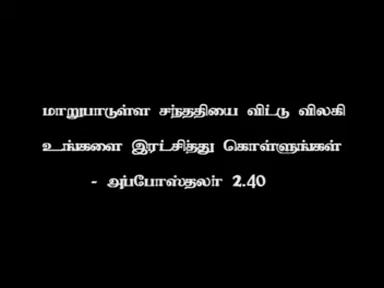 மாறுபாடுள்ள சந்ததியை விட்டு விலகி
உங்களை இரட்சித்து கொள்ளுங்கள்
- அப்போஸ்தலர் 2.40